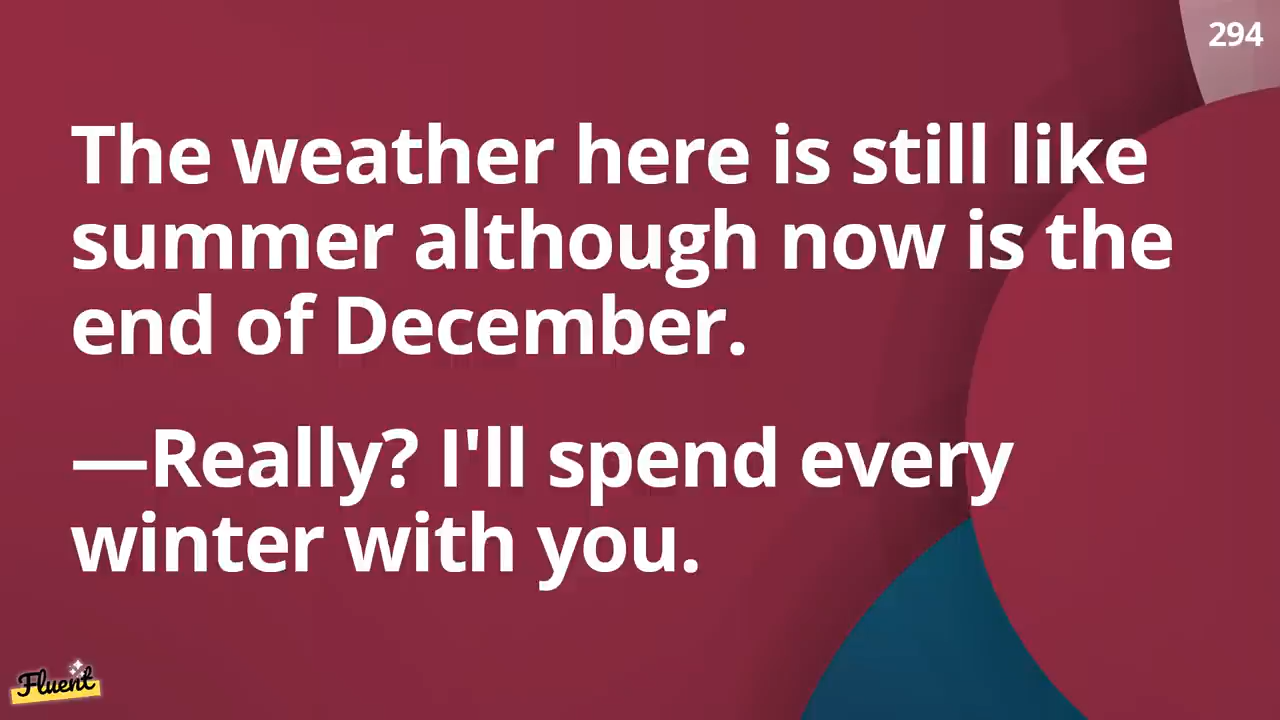 294
The weather here is still like
summer although now is the
end of December.
—Really? I'll spend every
winter with you.
Fluent